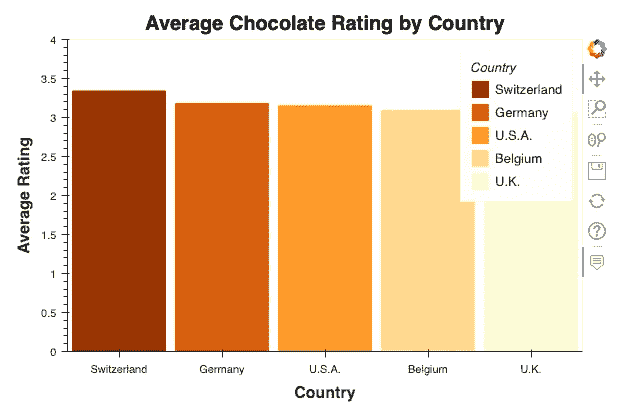 Average Chocolate Rating by Country
Country
Switzerland
Germany
U.S.A.
Belgium
U.K.
Average Rating
4
3.5
3
2.5
2
1.5
1
0.5
0
Switzerland Germany U.S.A. Belgium U.K.
Country